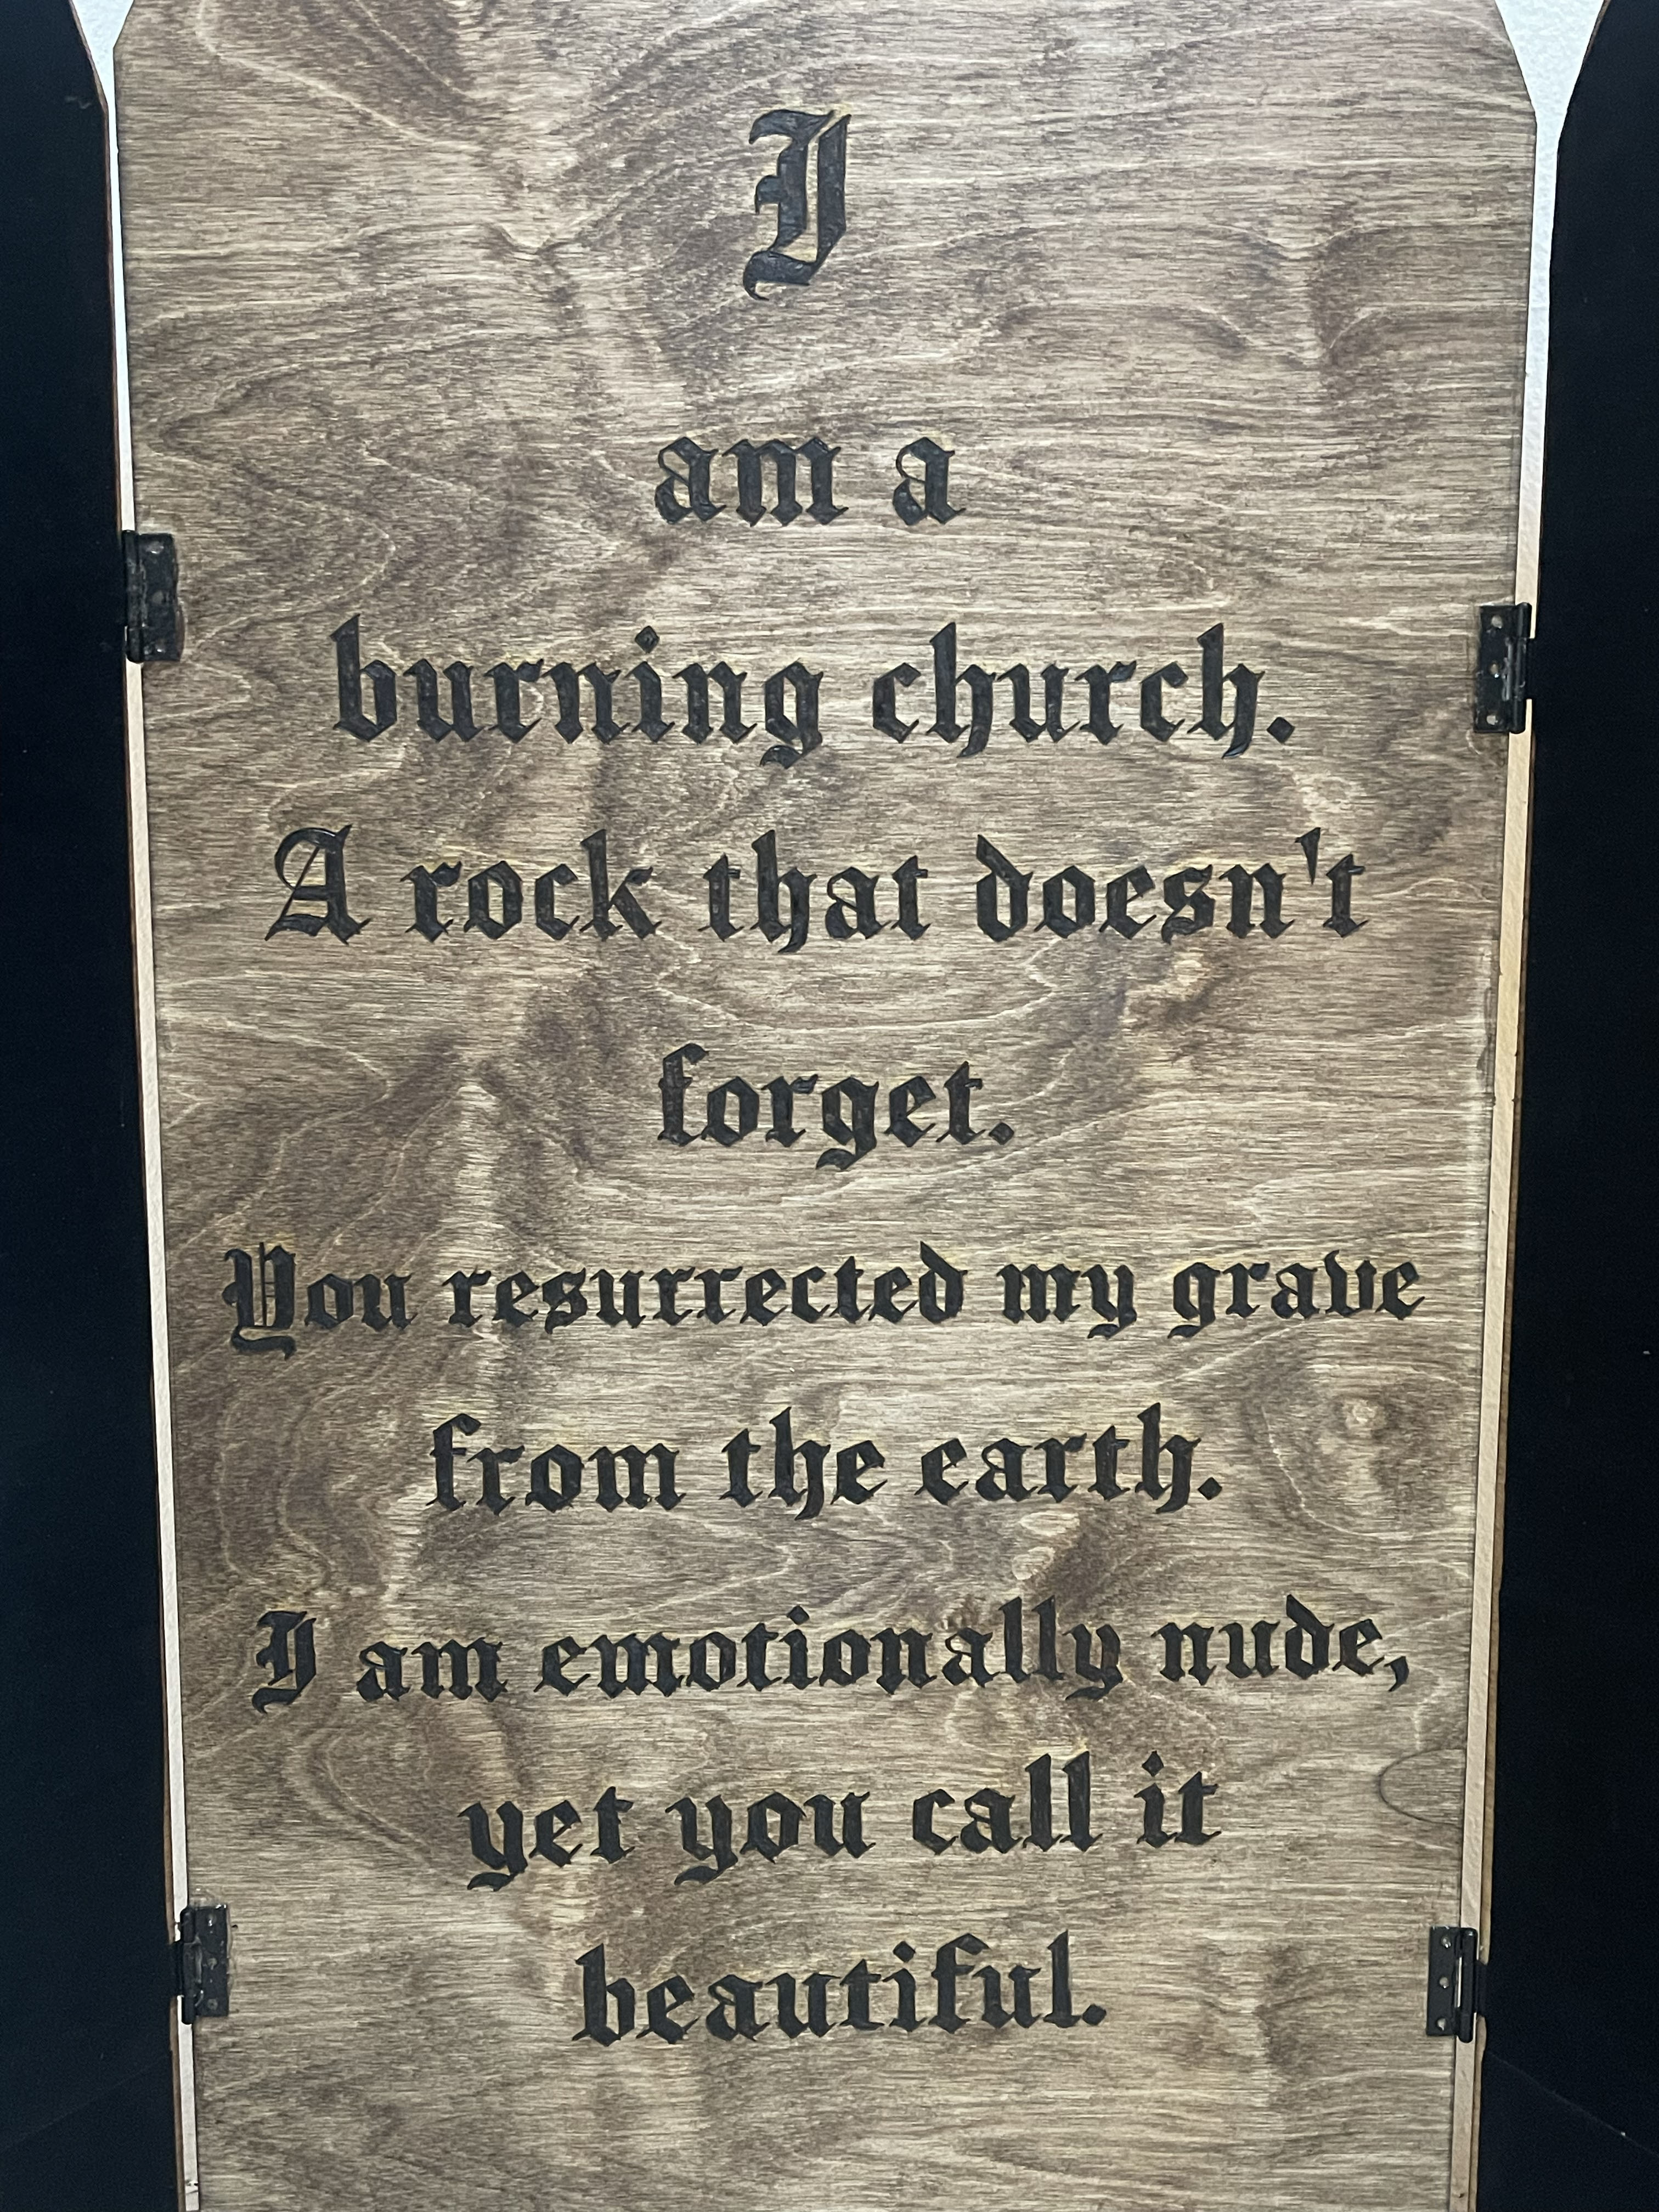 I
am a
burning church.
A rock that doesn't
forget.
You resurrected my grave
from the earth.
I am emotionally nude,
yet you call it
beautiful.